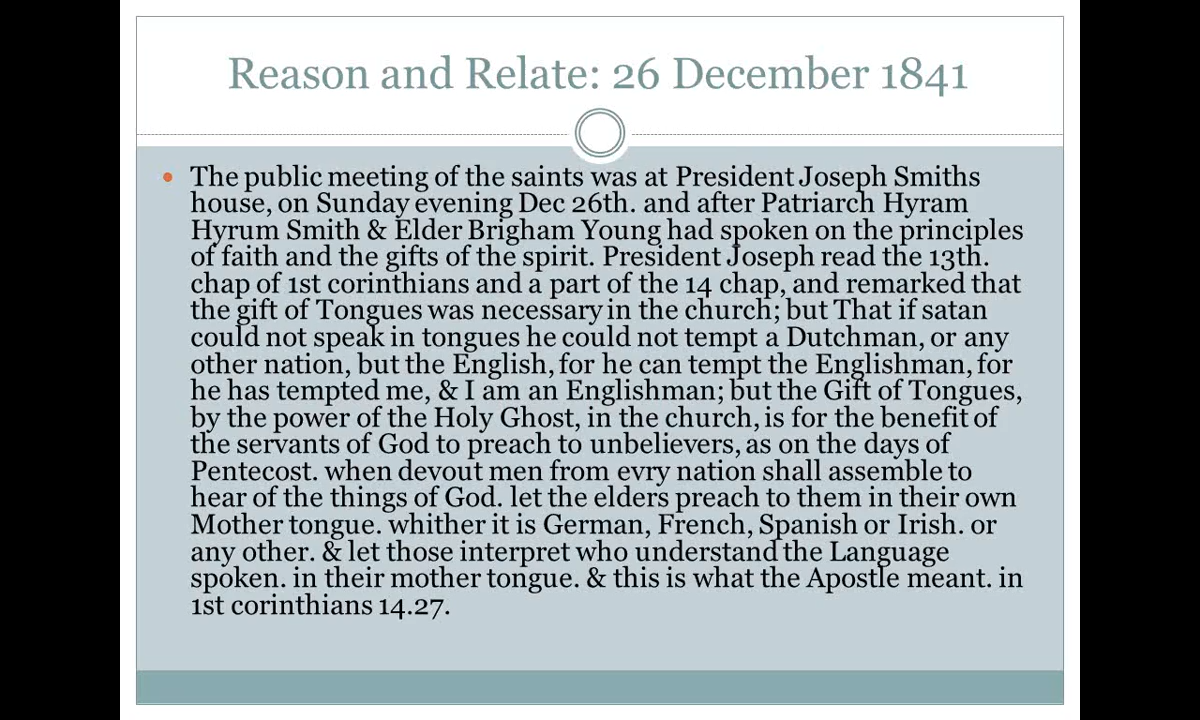 Reason and Relate: 26 December 1841
• The public meeting of the saints was at President Joseph Smiths
house, on Sunday evening Dec 26th. and after Patriarch Hyram
Hyrum Smith & Elder Brigham Young had spoken on the principles
of faith and the gifts of the spirit. President Joseph read the 13th.
chap of 1st corinthians and a part of the 14 chap, and remarked that
the gift of Tongues was necessary in the church; but That if satan
could not speak in tongues he could not tempt a Dutchman, or any
other nation, but the English, for he can tempt the Englishman, for
he has tempted me, & I am an Englishman; but the Gift of Tongues,
by the power of the Holy Ghost, in the church, is for the benefit of
the servants of God to preach to unbelievers, as on the days of
Pentecost. when devout men from evry nation shall assemble to
hear of the things of God. let the elders preach to them in their own
Mother tongue. whither it is German, French, Spanish or Irish. or
any other. & let those interpret who understand the Language
spoken. in their mother tongue. & this is what the Apostle meant. in
1st corinthians 14.27.